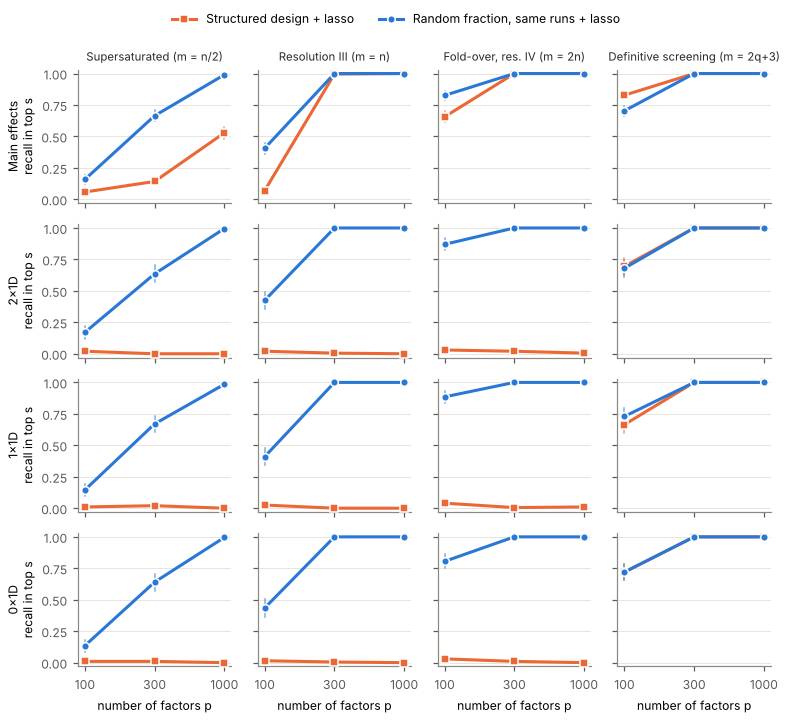 Structured design + lasso
Random fraction, same runs + lasso
Supersaturated (m = n/2)
Resolution III (m = n)
Fold-over, res. IV (m = 2n)
Definitive screening (m = 2q+3)
Main effects
recall in top s
1.00
0.75
0.50
0.25
0.00
2×1D
recall in top s
1.00
0.75
0.50
0.25
0.00
1×1D
recall in top s
1.00
0.75
0.50
0.25
0.00
0×1D
recall in top s
1.00
0.75
0.50
0.25
0.00
100 300 1000
100 300 1000
100 300 1000
100 300 1000
number of factors p
number of factors p
number of factors p
number of factors p